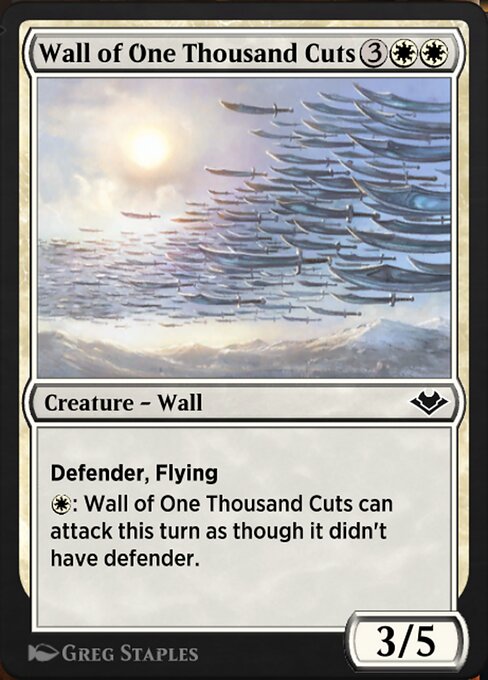 Wall of One Thousand Cuts 3
Creature – Wall
Defender, Flying
: Wall of One Thousand Cuts can
attack this turn as though it didn't
have defender.
3/5
GREG STAPLES